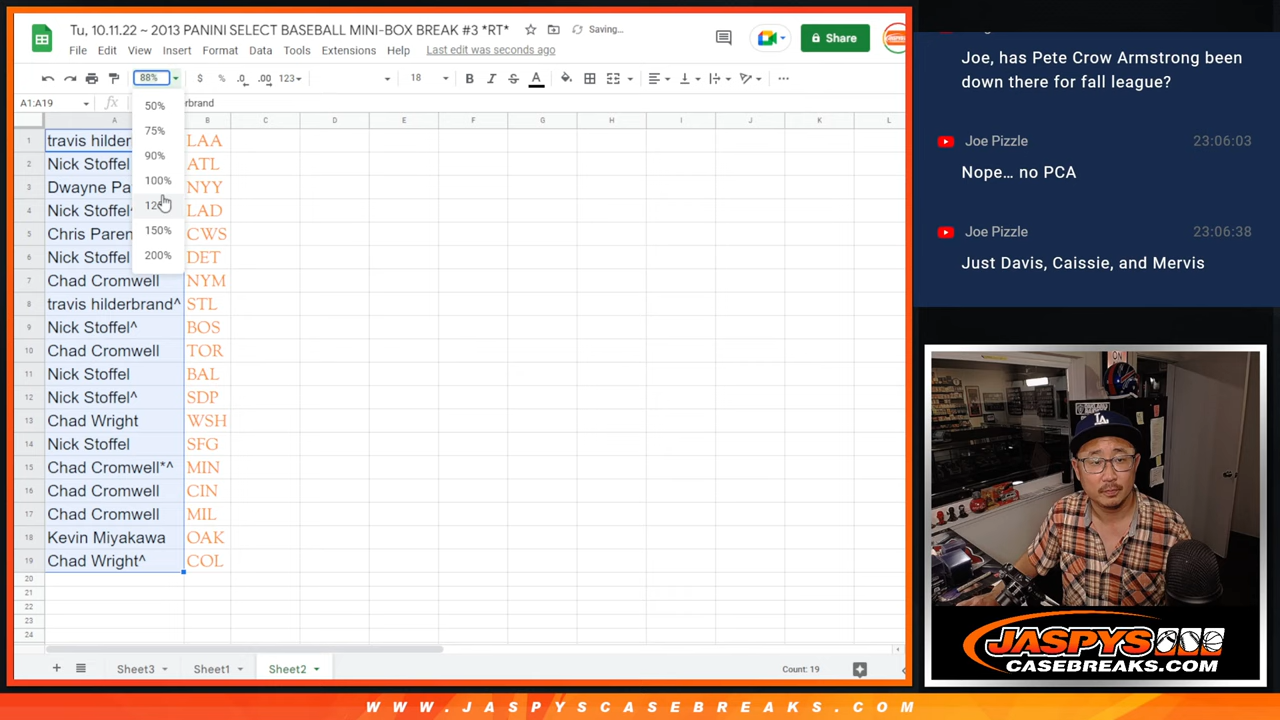 Tu, 10.11.22 ~ 2013 PANINI SELECT BASEBALL MINI-BOX BREAK #3 *RT*
Saving...
File Edit View Insert Format Data Tools Extensions Help Last edit was seconds ago
Share
88% $ % .0 .00 123 18 B I S A
A1:A19 fx rbrand
50%
75%
90%
100%
150%
200%
A B C D E F G H I J K L
1 travis hilder LAA
2 Nick Stoffel ATL
3 Dwayne Pa NYY
4 Nick Stoffel^ LAD
5 Chris Paren CWS
6 Nick Stoffel DET
7 Chad Cromwell NYM
8 travis hilderbrand^ STL
9 Nick Stoffel^ BOS
10 Chad Cromwell TOR
11 Nick Stoffel BAL
12 Nick Stoffel^ SDP
13 Chad Wright WSH
14 Nick Stoffel SFG
15 Chad Cromwell*^ MIN
16 Chad Cromwell CIN
17 Chad Cromwell MIL
18 Kevin Miyakawa OAK
19 Chad Wright^ COL
20
21
22
23
24
Sheet3 Sheet1 Sheet2 Count: 19
Joe, has Pete Crow Armstrong been
down there for fall league?
Joe Pizzle 23:06:03
Nope... no PCA
Joe Pizzle 23:06:38
Just Davis, Caissie, and Mervis
ON
LA
JASPYS
CASEBREAKS.COM
WWW.JASPYSCASEBREAKS.COM